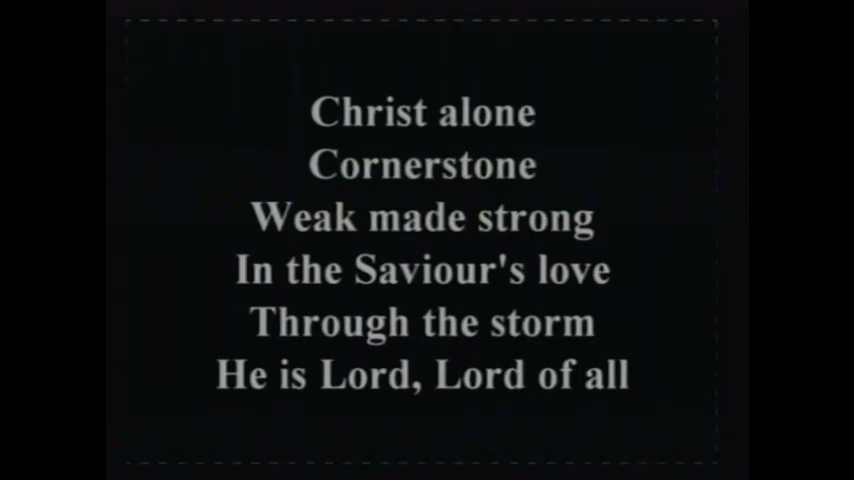 Christ alone
Cornerstone
Weak made strong
In the Saviour's love
Through the storm
He is Lord, Lord of all